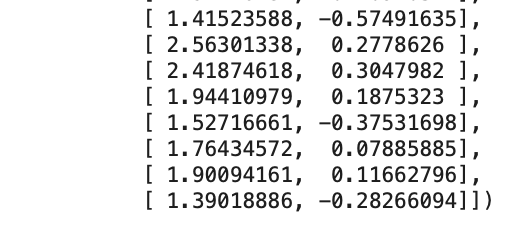 [ 1.41523588, -0.57491635],
[ 2.56301338,  0.2778626 ],
[ 2.41874618,  0.3047982 ],
[ 1.94410979,  0.1875323 ],
[ 1.52716661, -0.37531698],
[ 1.76434572,  0.07885885],
[ 1.90094161,  0.11662796],
[ 1.39018886, -0.28266094]])